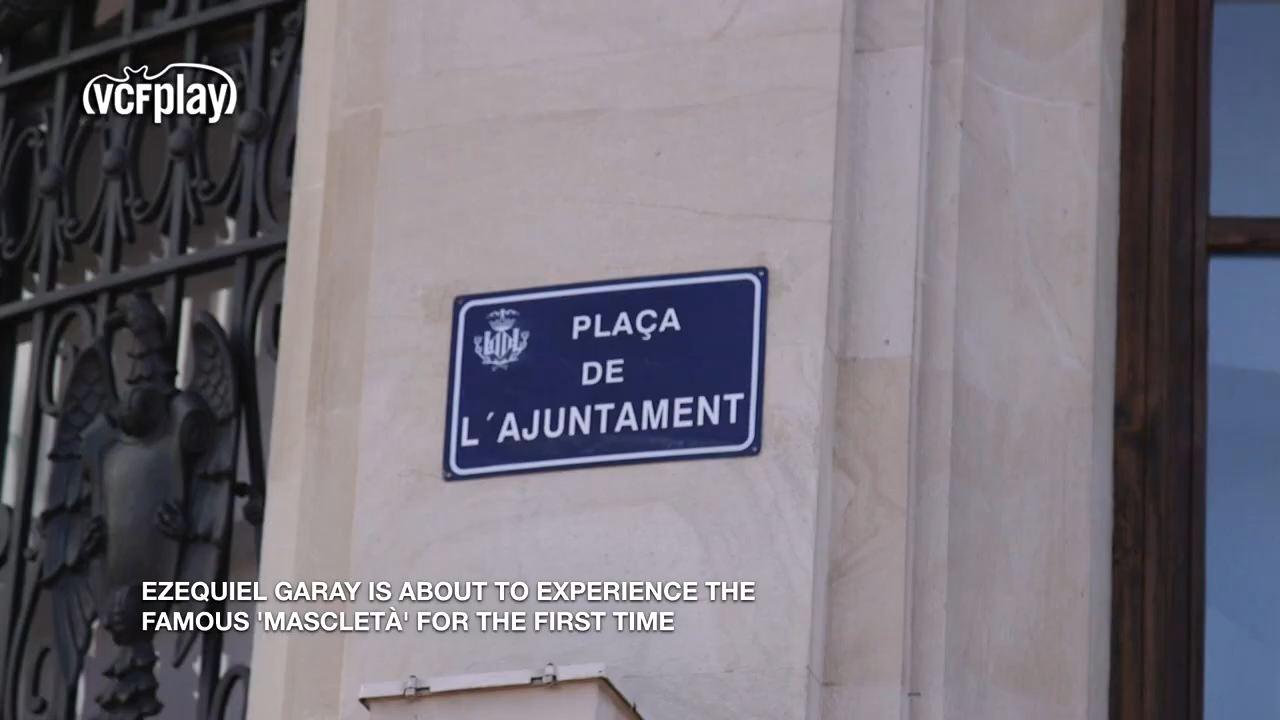 vcfplay
PLAÇA
DE
L´AJUNTAMENT
EZEQUIEL GARAY IS ABOUT TO EXPERIENCE THE
FAMOUS 'MASCLETÀ' FOR THE FIRST TIME